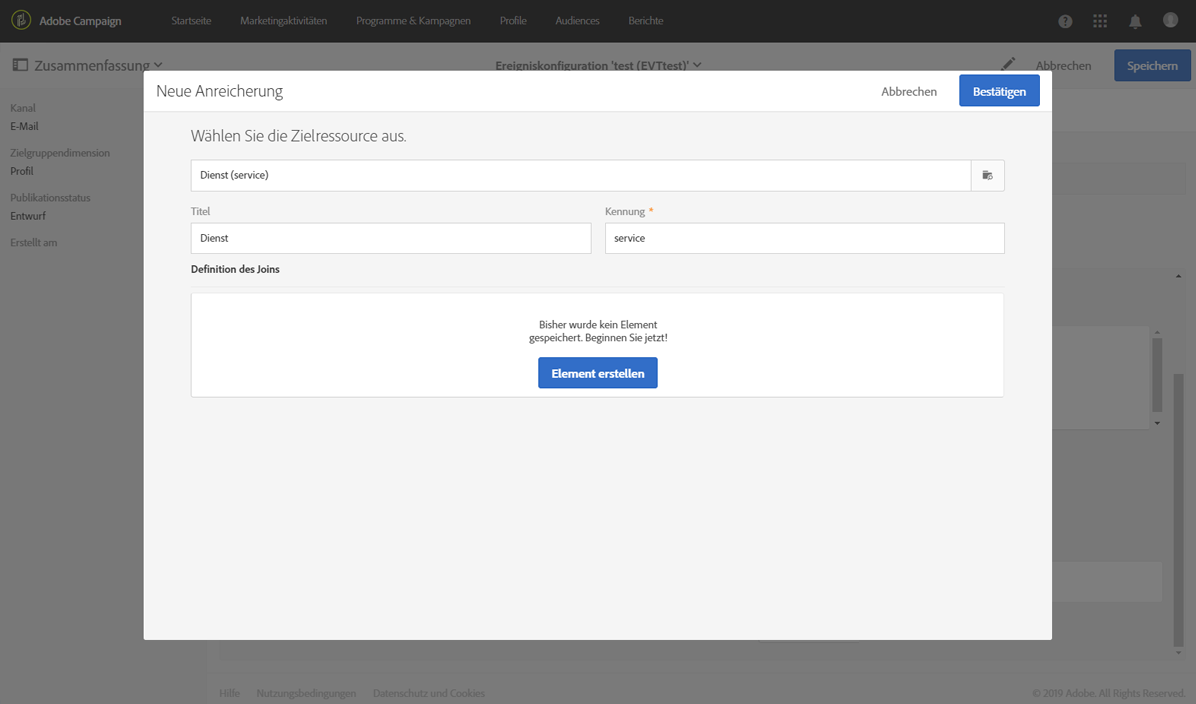 Adobe Campaign
Startseite
Marketingaktivitäten
Programme & Kampagnen
Profile
Audiences
Berichte
Zusammenfassung
Ereigniskonfiguration 'test (EVTtest)'
Abbrechen
Speichern
Kanal
E-Mail
Zielgruppendimension
Profil
Publikationsstatus
Entwurf
Erstellt am
Neue Anreicherung
Abbrechen
Bestätigen
Wählen Sie die Zielressource aus.
Dienst (service)
Titel
Kennung *
Dienst
service
Definition des Joins
Bisher wurde kein Element
gespeichert. Beginnen Sie jetzt!
Element erstellen
Hilfe
Nutzungsbedingungen
Datenschutz und Cookies
© 2019 Adobe. All Rights Reserved.